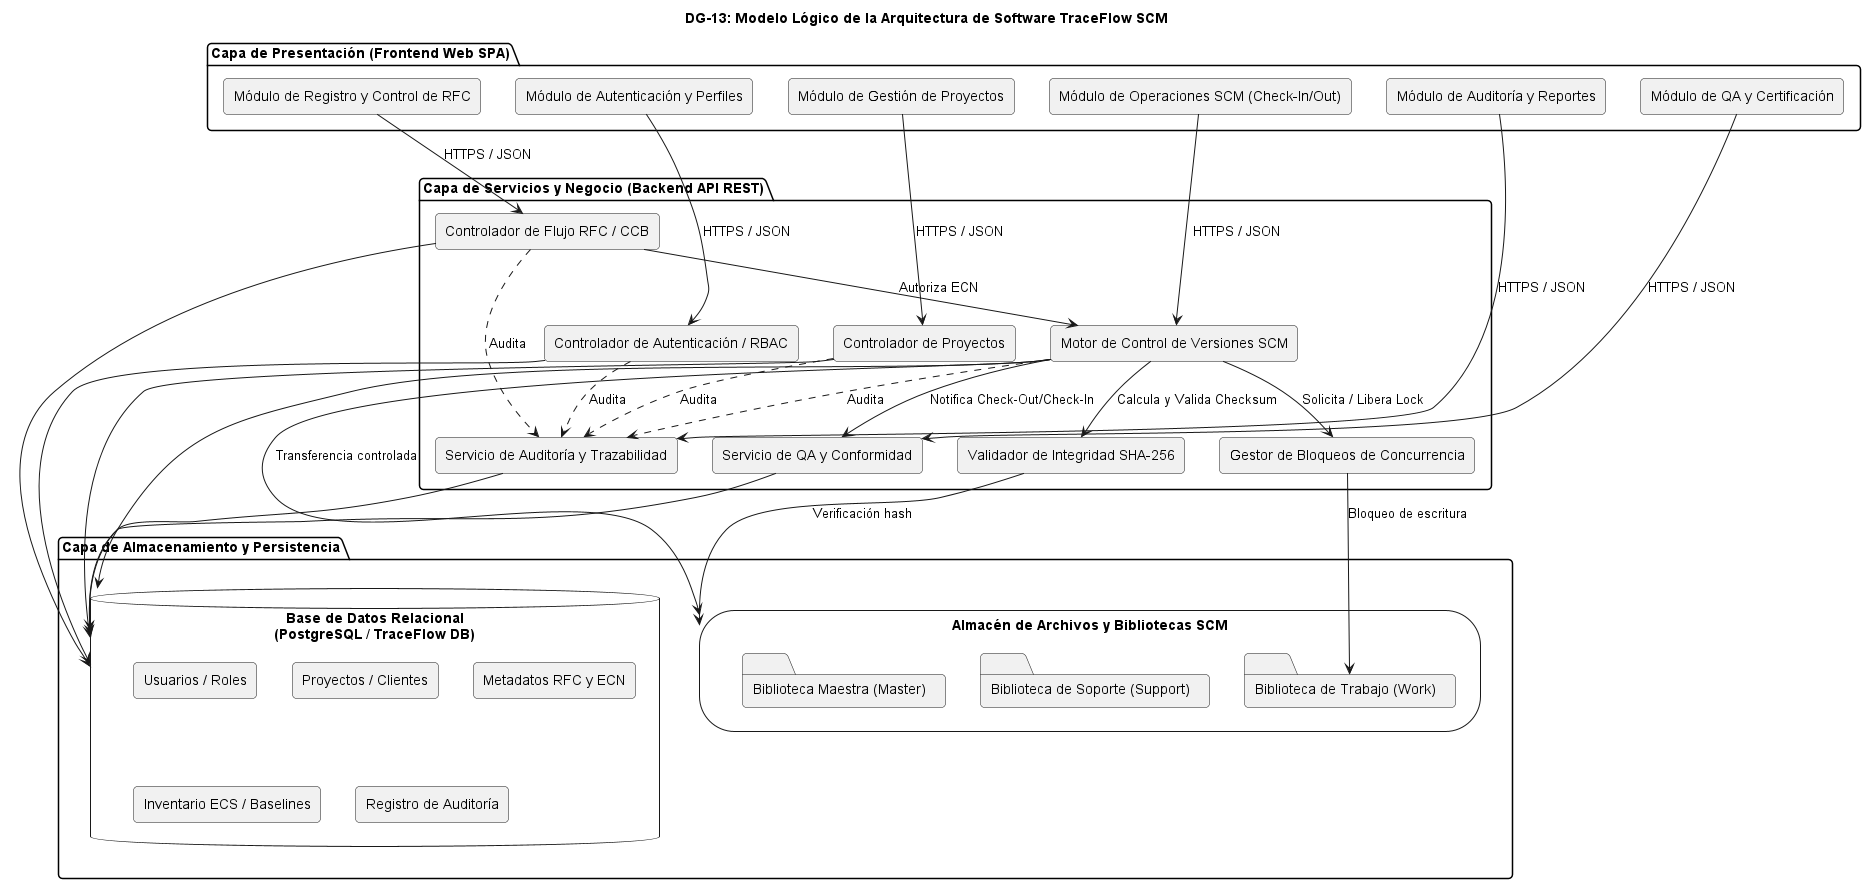 DG-13: Modelo Lógico de la Arquitectura de Software TraceFlow SCM
Capa de Presentación (Frontend Web SPA)
Módulo de Registro y Control de RFC
Módulo de Autenticación y Perfiles
Módulo de Gestión de Proyectos
Módulo de Operaciones SCM (Check-In/Out)
Módulo de Auditoría y Reportes
Módulo de QA y Certificación
HTTPS / JSON
Capa de Servicios y Negocio (Backend API REST)
Controlador de Flujo RFC / CCB
HTTPS / JSON
HTTPS / JSON
HTTPS / JSON
Autoriza ECN
HTTPS / JSON
HTTPS / JSON
Audita
Controlador de Autenticación / RBAC
Controlador de Proyectos
Motor de Control de Versiones SCM
Audita
Audita
Audita
Notifica Check-Out/Check-In
Calcula y Valida Checksum
Solicita / Libera Lock
Transferencia controlada
Servicio de Auditoría y Trazabilidad
Servicio de QA y Conformidad
Validador de Integridad SHA-256
Gestor de Bloqueos de Concurrencia
Verificación hash
Bloqueo de escritura
Capa de Almacenamiento y Persistencia
Base de Datos Relacional
(PostgreSQL / TraceFlow DB)
Almacén de Archivos y Bibliotecas SCM
Usuarios / Roles
Proyectos / Clientes
Metadatos RFC y ECN
Biblioteca Maestra (Master)
Biblioteca de Soporte (Support)
Biblioteca de Trabajo (Work)
Inventario ECS / Baselines
Registro de Auditoría